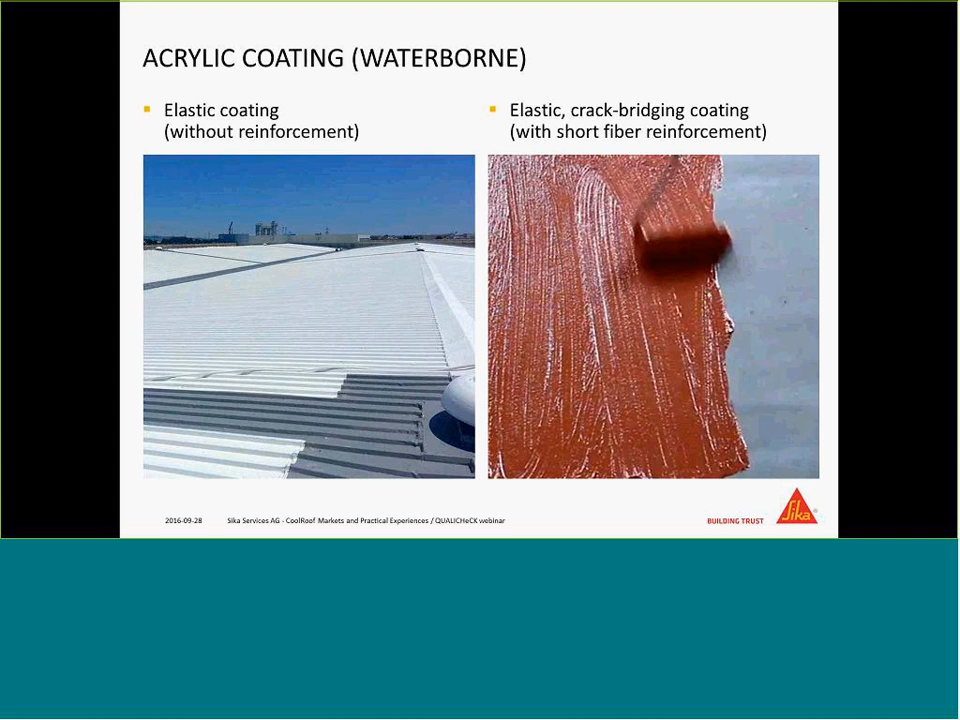 ACRYLIC COATING (WATERBORNE)
Elastic coating
(without reinforcement)
Elastic, crack-bridging coating
(with short fiber reinforcement)
2016-09-28 Sika Services AG - CoolRoof Markets and Practical Experiences / QUALICHeCK webinar
BUILDING TRUST
Sika®